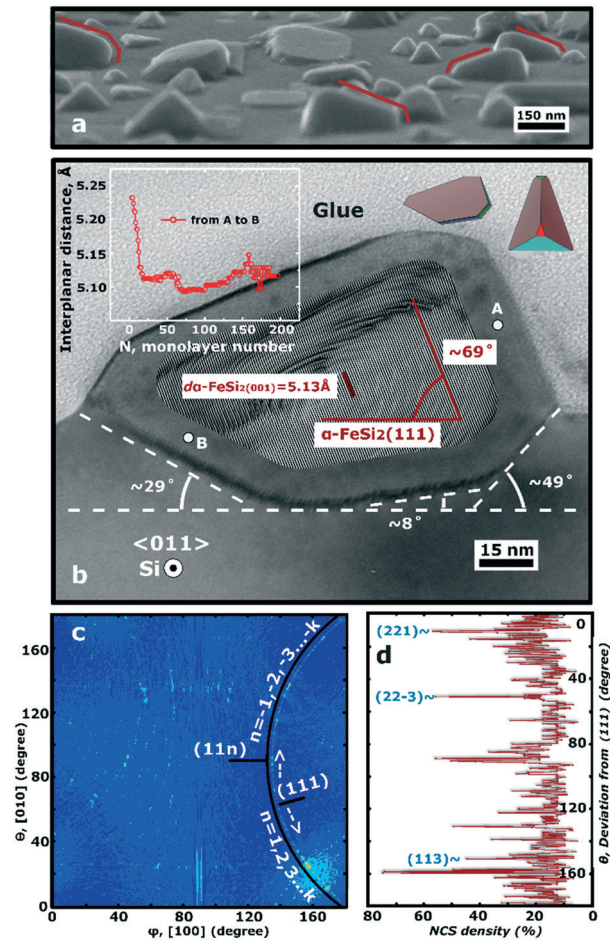 a
150 nm
Interplanar distance, Å
5.25
5.20
5.15
5.10
from A to B
0 50 100 150 200
N, monolayer number
Glue
A
~69°
dα-FeSi2(001)=5.13Å
α-FeSi2(111)
B
~29°
~49°
~8°
<011>
Si
b
15 nm
c
θ, [010] (degree)
160
120
80
40
0
n=-1,-2,-3...-k
(11n)
--->
(111)
--->
n=1,2,3...k
0 40 80 120 160
φ, [100] (degree)
d
(221)~
(22-3)~
(113)~
0
40
80
120
160
θ, Deviation from (111) (degree)
80 60 40 20 0
NCS density (%)